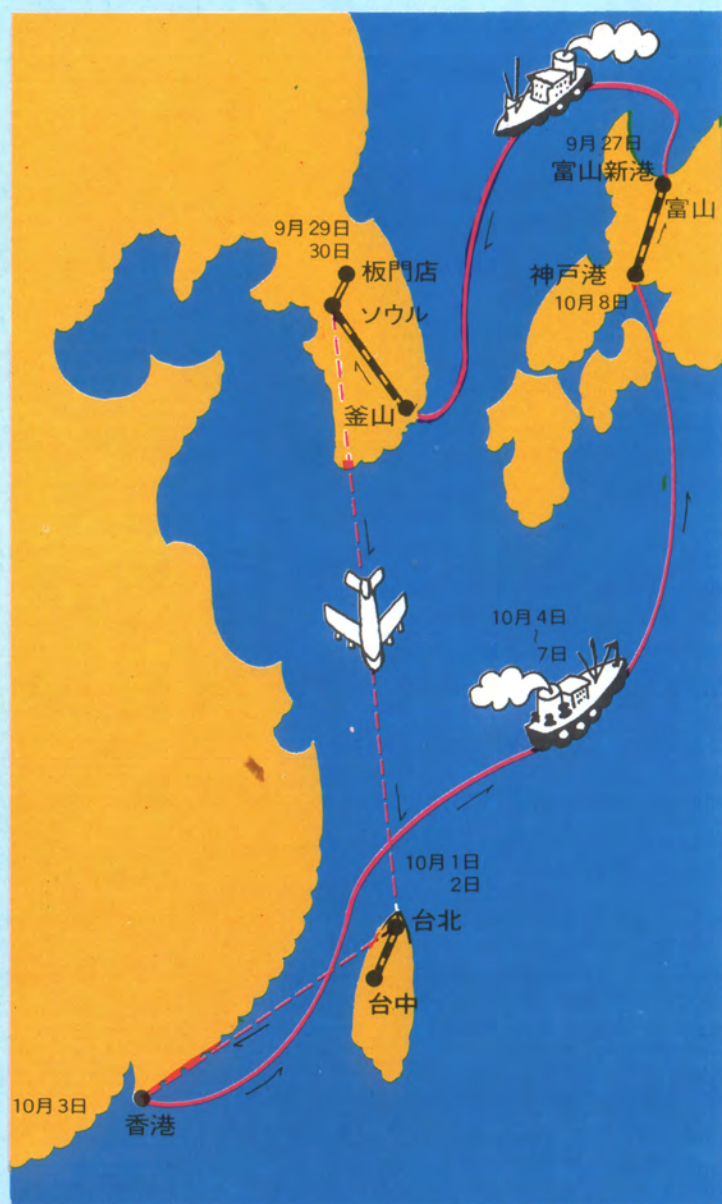 9月27日
富山新港
富山
9月29日
30日
板門店
ソウル
神戸港
10月8日
釜山
10月4日
~
7日
10月1日
2日
台北
台中
10月3日
香港